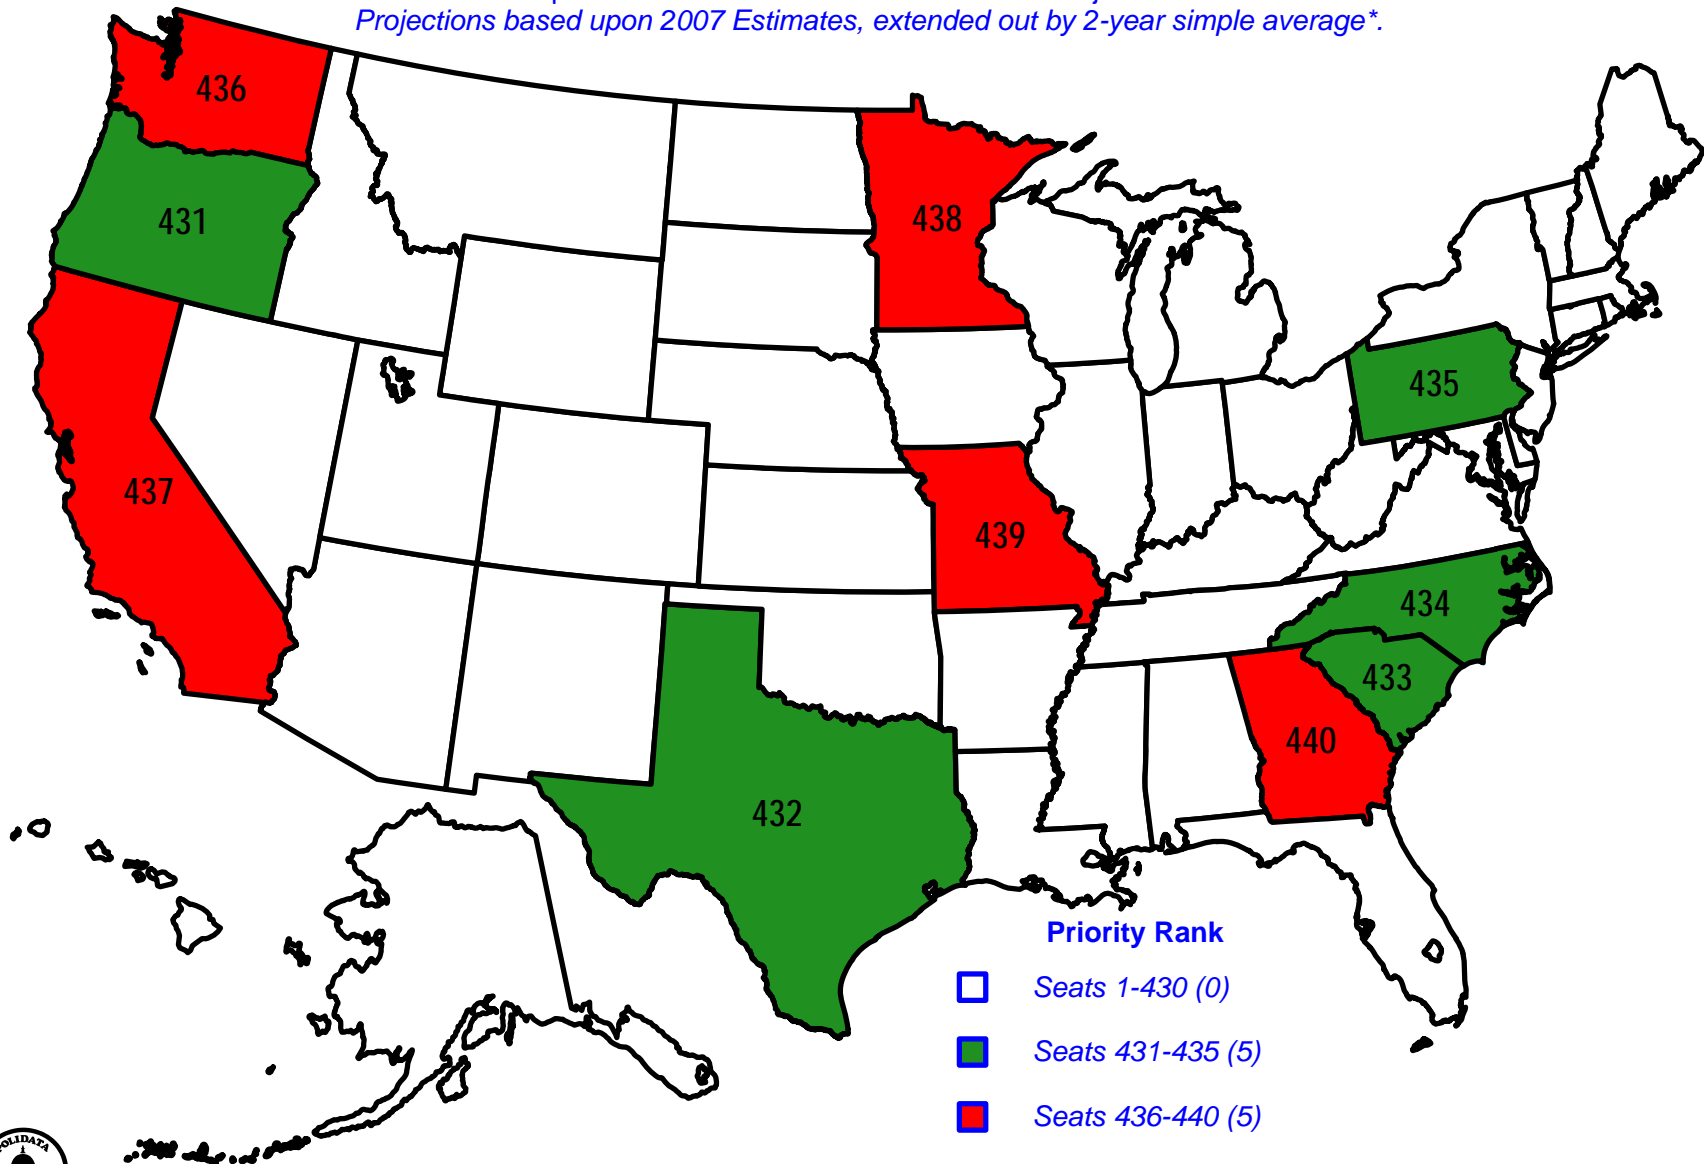 Projections based upon 2007 Estimates, extended out by 2-year simple average*.
436
431
438
435
437
439
434
433
440
432
Priority Rank
Seats 1-430 (0)
Seats 431-435 (5)
Seats 436-440 (5)
POLIDATA